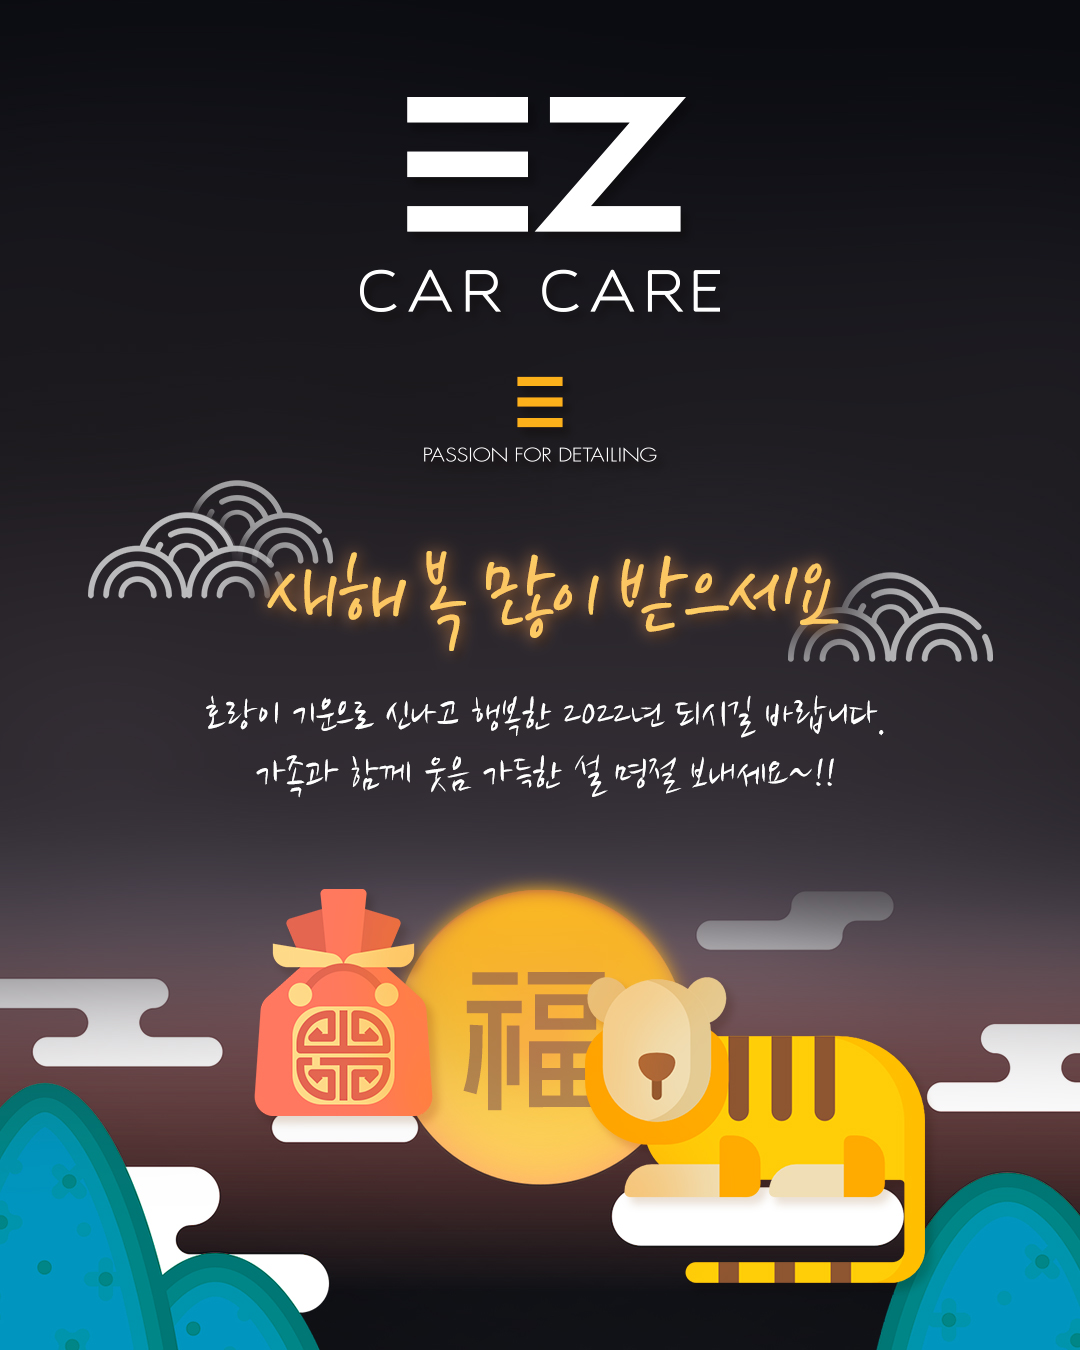 EZ
CAR CARE
PASSION FOR DETAILING
새해 복 많이 받으세요
호랑이 기운으로 신나고 행복한 2022년 되시길 바랍니다.
가족과 함께 웃음 가득한 설 명절 보내세요~!!
福